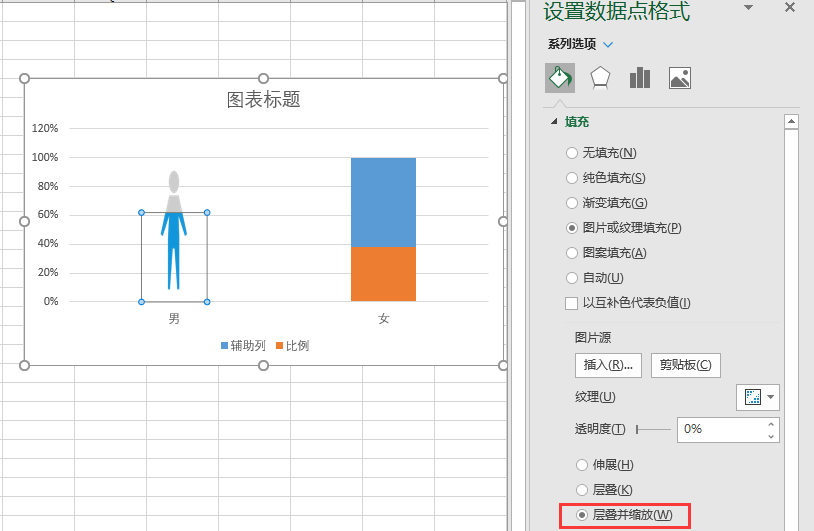 设置数据点格式
系列选项
填充
无填充(N)
纯色填充(S)
渐变填充(G)
图片或纹理填充(P)
图案填充(A)
自动(U)
以互补色代表负值(I)
图片源
插入(R)...
剪贴板(C)
纹理(U)
透明度(T)
0%
伸展(H)
层叠(K)
层叠并缩放(W)
图表标题
120%
100%
80%
60%
40%
20%
0%
男
女
辅助列
比例